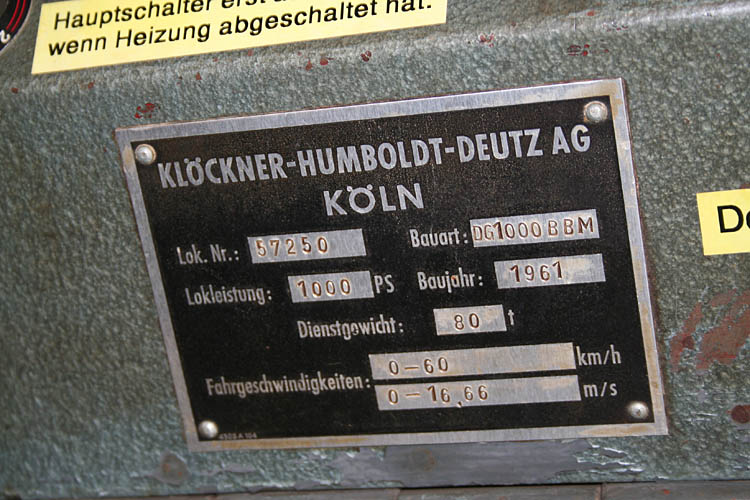 Hauptschalter erst
wenn Heizung abgeschaltet hat.
KLÖCKNER-HUMBOLDT-DEUTZ AG
KÖLN
Lok. Nr.: 57250 Bauart: DG1000BBM
Lokleistung: 1000 PS Baujahr: 1961
Dienstgewicht: 80 t
Fahrgeschwindigkeiten: 0-60 km/h
0-16,66 m/s